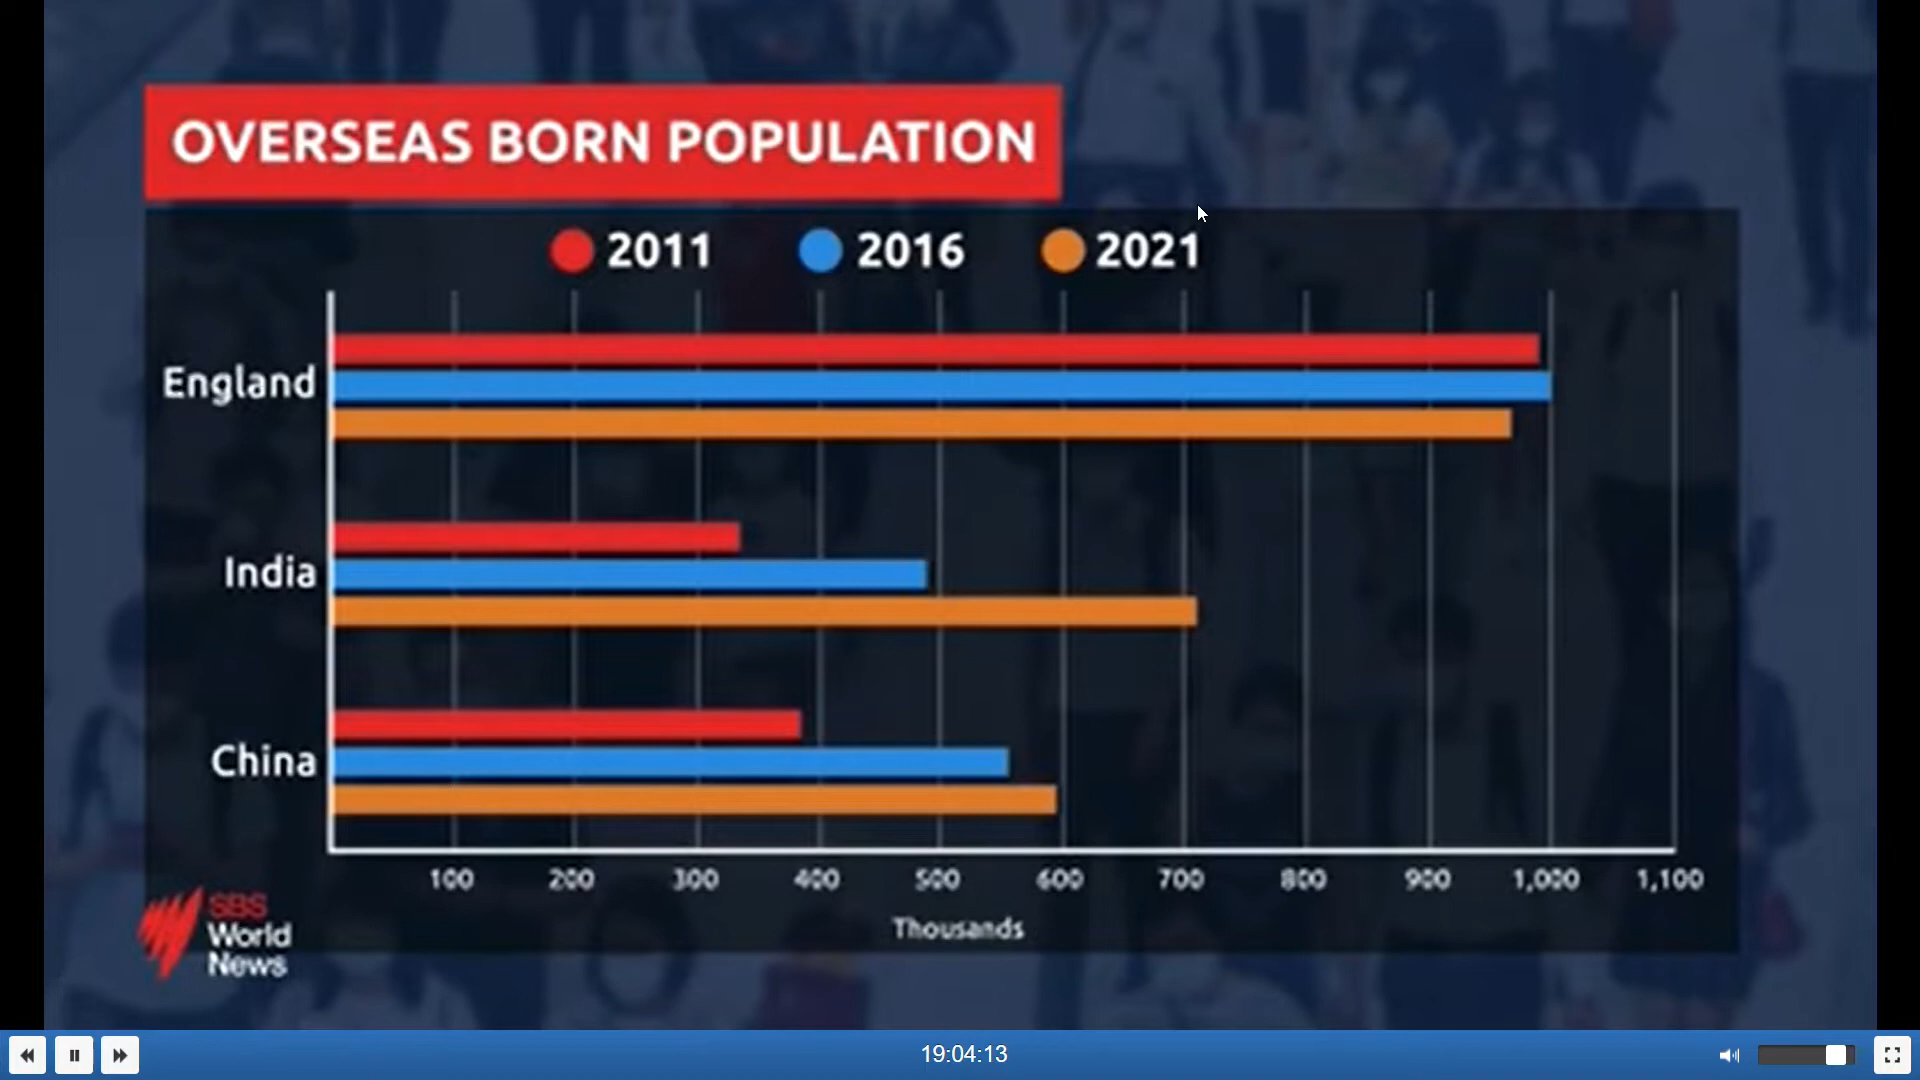 OVERSEAS BORN POPULATION
2011 2016 2021
England
India
China
100 200 300 400 500 600 700 800 900 1,000 1,100
Thousands
SBS
World
News
19:04:13